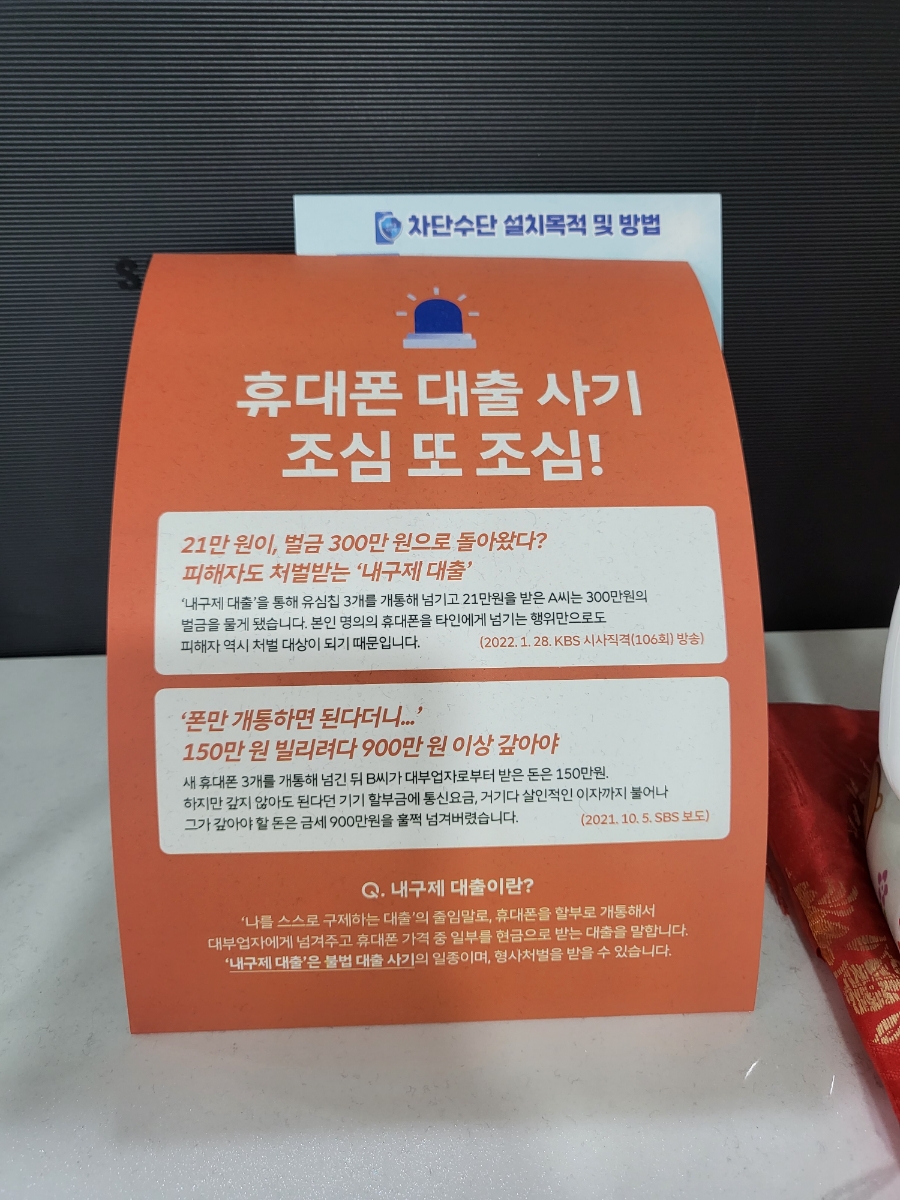 차단수단 설치목적 및 방법
S
휴대폰 대출 사기
조심 또 조심!
21만 원이, 벌금 300만 원으로 돌아왔다?
피해자도 처벌받는 ‘내구제 대출’
‘내구제 대출’을 통해 유심칩 3개를 개통해 넘기고 21만원을 받은 A씨는 300만원의
벌금을 물게 됐습니다. 본인 명의의 휴대폰을 타인에게 넘기는 행위만으로도
피해자 역시 처벌 대상이 되기 때문입니다. (2022. 1. 28. KBS 시사직격(106회) 방송)
‘폰만 개통하면 된다더니...’
150만 원 빌리려다 900만 원 이상 갚아야
새 휴대폰 3개를 개통해 넘긴 뒤 B씨가 대부업자로부터 받은 돈은 150만원.
하지만 갚지 않아도 된다던 기기 할부금에 통신요금, 거기다 살인적인 이자까지 불어나
그가 갚아야 할 돈은 금세 900만원을 훌쩍 넘겨버렸습니다. (2021. 10. 5. SBS 보도)
Q. 내구제 대출이란?
‘나를 스스로 구제하는 대출’의 줄임말로, 휴대폰을 할부로 개통해서
대부업자에게 넘겨주고 휴대폰 가격 중 일부를 현금으로 받는 대출을 말합니다.
‘내구제 대출’은 불법 대출 사기의 일종이며, 형사처벌을 받을 수 있습니다.